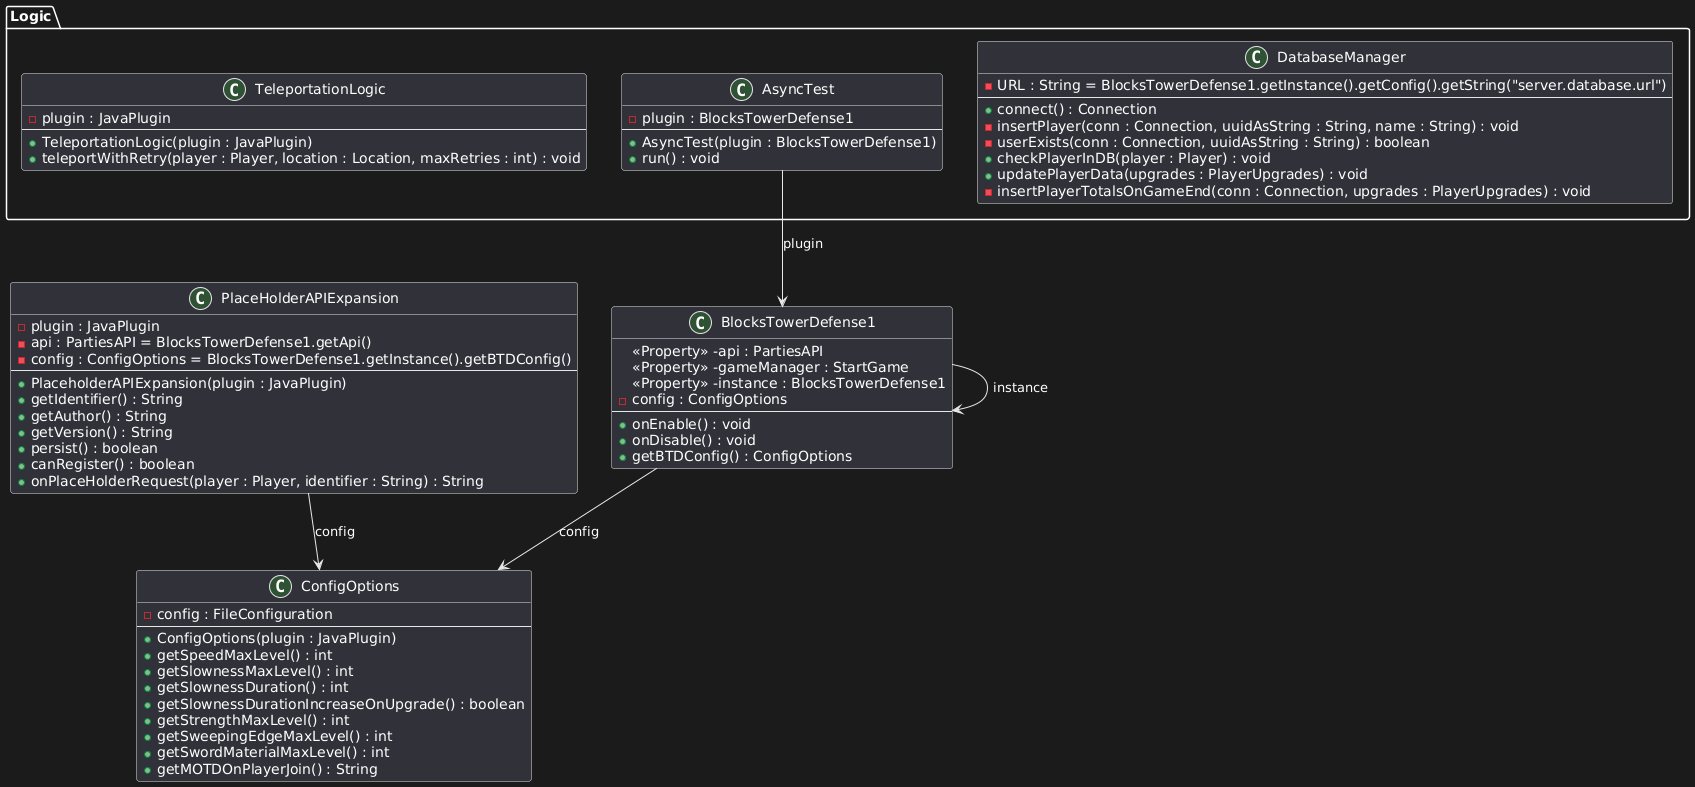 Logic
C TeleportationLogic
plugin : JavaPlugin
TeleportationLogic(plugin : JavaPlugin)
teleportWithRetry(player : Player, location : Location, maxRetries : int) : void
C AsyncTest
plugin : BlocksTowerDefense1
AsyncTest(plugin : BlocksTowerDefense1)
run() : void
C DatabaseManager
URL : String = BlocksTowerDefense1.getInstance().getConfig().getString("server.database.url")
connect() : Connection
insertPlayer(conn : Connection, uuidAsString : String, name : String) : void
userExists(conn : Connection, uuidAsString : String) : boolean
checkPlayerInDB(player : Player) : void
updatePlayerData(upgrades : PlayerUpgrades) : void
insertPlayerTotalsOnGameEnd(conn : Connection, upgrades : PlayerUpgrades) : void
plugin
C PlaceHolderAPIExpansion
plugin : JavaPlugin
api : PartiesAPI = BlocksTowerDefense1.getApi()
config : ConfigOptions = BlocksTowerDefense1.getInstance().getBTDConfig()
PlaceholderAPIExpansion(plugin : JavaPlugin)
getIdentifier() : String
getAuthor() : String
getVersion() : String
persist() : boolean
canRegister() : boolean
onPlaceHolderRequest(player : Player, identifier : String) : String
C BlocksTowerDefense1
«Property» -api : PartiesAPI
«Property» -gameManager : StartGame
«Property» -instance : BlocksTowerDefense1
config : ConfigOptions
onEnable() : void
onDisable() : void
getBTDConfig() : ConfigOptions
instance
config
config
C ConfigOptions
config : FileConfiguration
ConfigOptions(plugin : JavaPlugin)
getSpeedMaxLevel() : int
getSlownessMaxLevel() : int
getSlownessDuration() : int
getSlownessDurationIncreaseOnUpgrade() : boolean
getStrengthMaxLevel() : int
getSweepingEdgeMaxLevel() : int
getSwordMaterialMaxLevel() : int
getMOTDOnPlayerJoin() : String